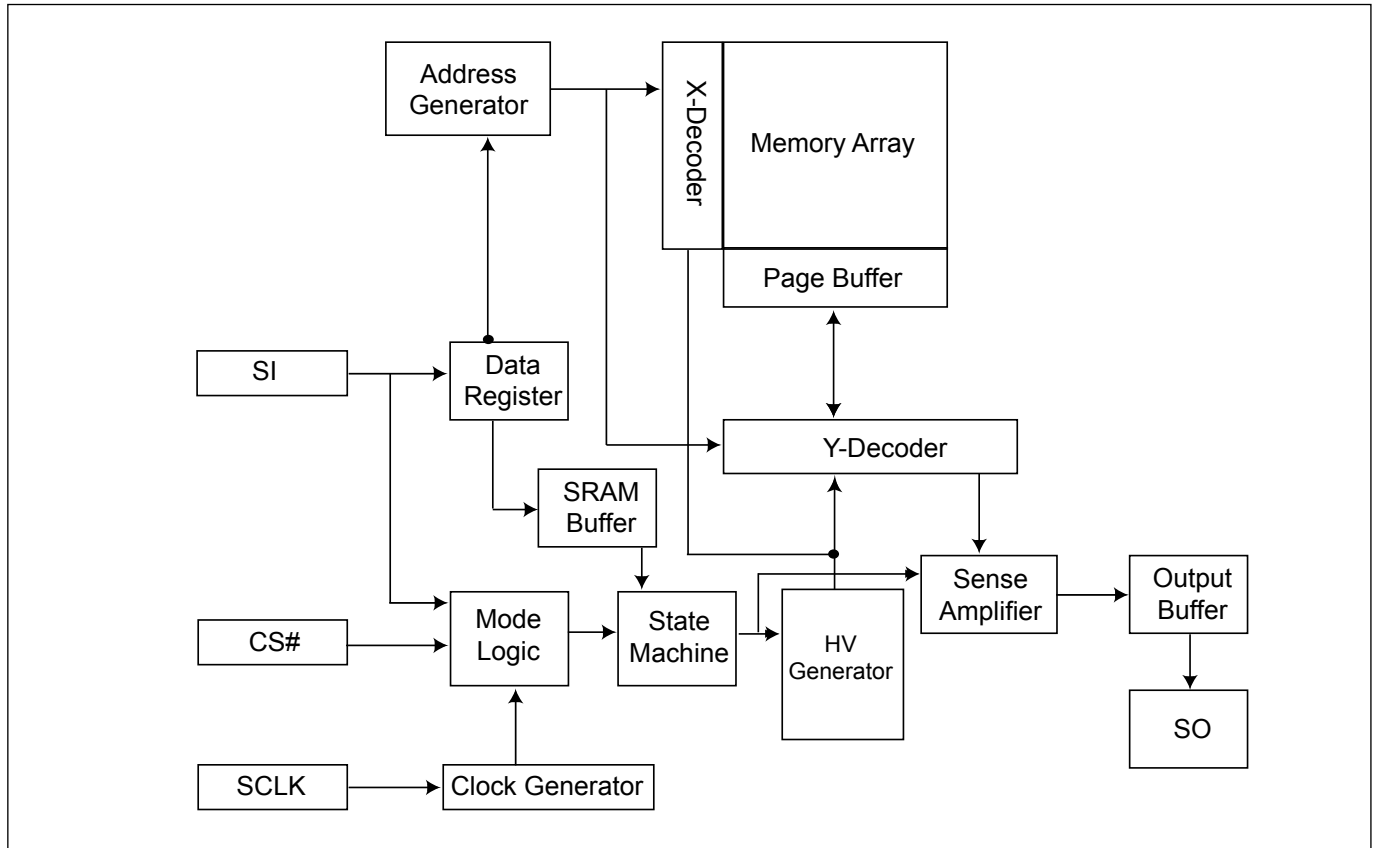 Address
Generator
X-Decoder
Memory Array
Page Buffer
SI
Data
Register
Y-Decoder
SRAM
Buffer
Sense
Amplifier
Output
Buffer
CS#
Mode
Logic
State
Machine
HV
Generator
SO
SCLK
Clock Generator